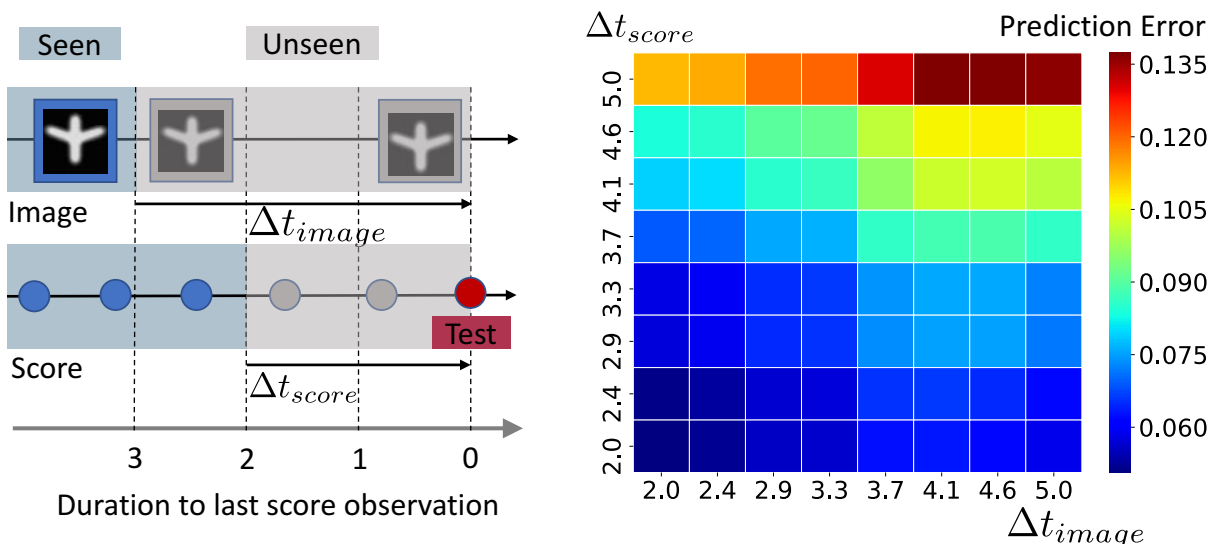 Seen
Unseen
Image
Δt_image
Score
Test
Δt_score
3 2 1 0
Duration to last score observation
Δt_score
Prediction Error
5.0
4.6
4.1
3.7
3.3
2.9
2.4
2.0
2.0 2.4 2.9 3.3 3.7 4.1 4.6 5.0
Δt_image
0.135
0.120
0.105
0.090
0.075
0.060